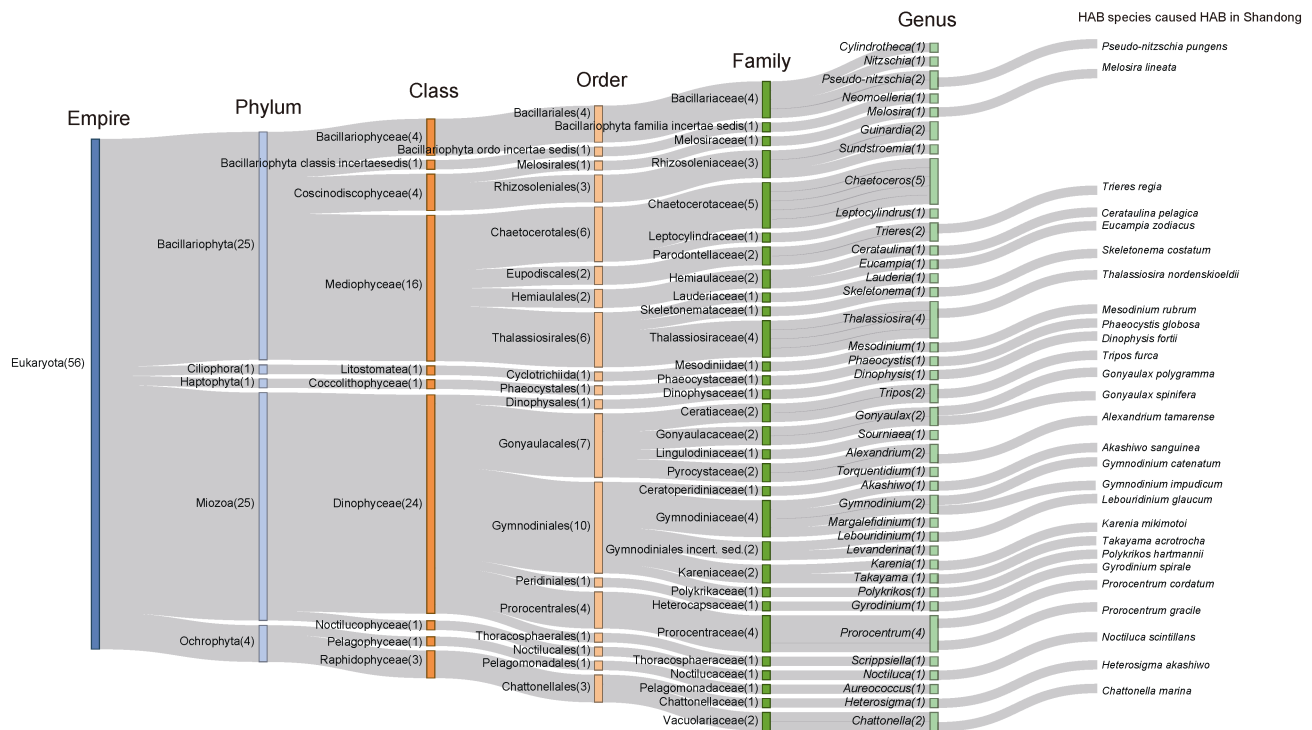 Empire
Eukaryota(56)
Phylum
Bacillariophyta(25)
Ciliophora(1)
Haptophyta(1)
Miozoa(25)
Ochrophyta(4)
Class
Bacillariophyceae(4)
Bacillariophyta classis incertaesedis(1)
Coscinodiscophyceae(4)
Mediophyceae(16)
Litostomatea(1)
Coccolithophyceae(1)
Dinophyceae(24)
Noctilucophyceae(1)
Pelagophyceae(1)
Raphidophyceae(3)
Order
Bacillariales(4)
Bacillariophyta ordo incertae sedis(1)
Melosirales(1)
Rhizosoleniales(3)
Chaetocerotales(6)
Eupodiscales(2)
Hemiaulales(2)
Thalassiosirales(6)
Cyclotrichiida(1)
Phaeocystales(1)
Dinophysales(1)
Gonyaulacales(7)
Gymnodiniales(10)
Peridiniales(1)
Prorocentrales(4)
Thoracosphaerales(1)
Noctilucales(1)
Pelagomonadales(1)
Chattonellales(3)
Family
Bacillariaceae(4)
Bacillariophyta familia incertae sedis(1)
Melosiraceae(1)
Rhizosoleniaceae(3)
Chaetocerotaceae(5)
Leptocylindraceae(1)
Parodontellaceae(2)
Hemiaulaceae(2)
Lauderiaceae(1)
Skeletonemataceae(1)
Thalassiosiraceae(4)
Mesodiniidae(1)
Phaeocystaceae(1)
Dinophysaceae(1)
Ceratiaceae(2)
Gonyaulacaceae(2)
Lingulodiniaceae(1)
Pyrocystaceae(2)
Ceratoperidiniaceae(1)
Gymnodiniaceae(4)
Gymnodiniales incert. sed.(2)
Kareniaceae(2)
Polykrikaceae(1)
Heterocapsaceae(1)
Prorocentraceae(4)
Thoracosphaeraceae(1)
Noctilucaceae(1)
Pelagomonadaceae(1)
Chattonellaceae(1)
Vacuolariaceae(2)
Genus
Cylindrotheca(1)
Nitzschia(1)
Pseudo-nitzschia(2)
Neomoelleria(1)
Melosira(1)
Guinardia(2)
Sundstroemia(1)
Chaetoceros(5)
Leptocylindrus(1)
Trieres(2)
Cerataulina(1)
Eucampia(1)
Lauderia(1)
Skeletonema(1)
Thalassiosira(4)
Mesodinium(1)
Phaeocystis(1)
Dinophysis(1)
Tripos(2)
Gonyaulax(2)
Sourniaea(1)
Alexandrium(2)
Torquentidium(1)
Akashiwo(1)
Gymnodinium(2)
Margalefidinium(1)
Lebouridinium(1)
Levanderina(1)
Karenia(1)
Takayama (1)
Polykrikos(1)
Gyrodinium(1)
Prorocentrum(4)
Scrippsiella(1)
Noctiluca(1)
Aureococcus(1)
Heterosigma(1)
Chattonella(2)
HAB species caused HAB in Shandong
Pseudo-nitzschia pungens
Melosira lineata
Trieres regia
Cerataulina pelagica
Eucampia zodiacus
Skeletonema costatum
Thalassiosira nordenskioeldii
Mesodinium rubrum
Phaeocystis globosa
Dinophysis fortii
Tripos furca
Gonyaulax polygramma
Gonyaulax spinifera
Alexandrium tamarense
Akashiwo sanguinea
Gymnodinium catenatum
Gymnodinium impudicum
Lebouridinium glaucum
Karenia mikimotoi
Takayama acrotrocha
Polykrikos hartmannii
Gyrodinium spirale
Prorocentrum cordatum
Prorocentrum gracile
Noctiluca scintillans
Heterosigma akashiwo
Chattonella marina